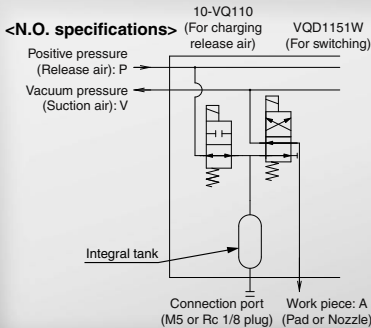 <N.O. specifications>
10-VQ110
(For charging
release air)
VQD1151W
(For switching)
Positive pressure
(Release air): P
Vacuum pressure
(Suction air): V
Integral tank
Connection port
(M5 or Rc 1/8 plug)
Work piece: A
(Pad or Nozzle)